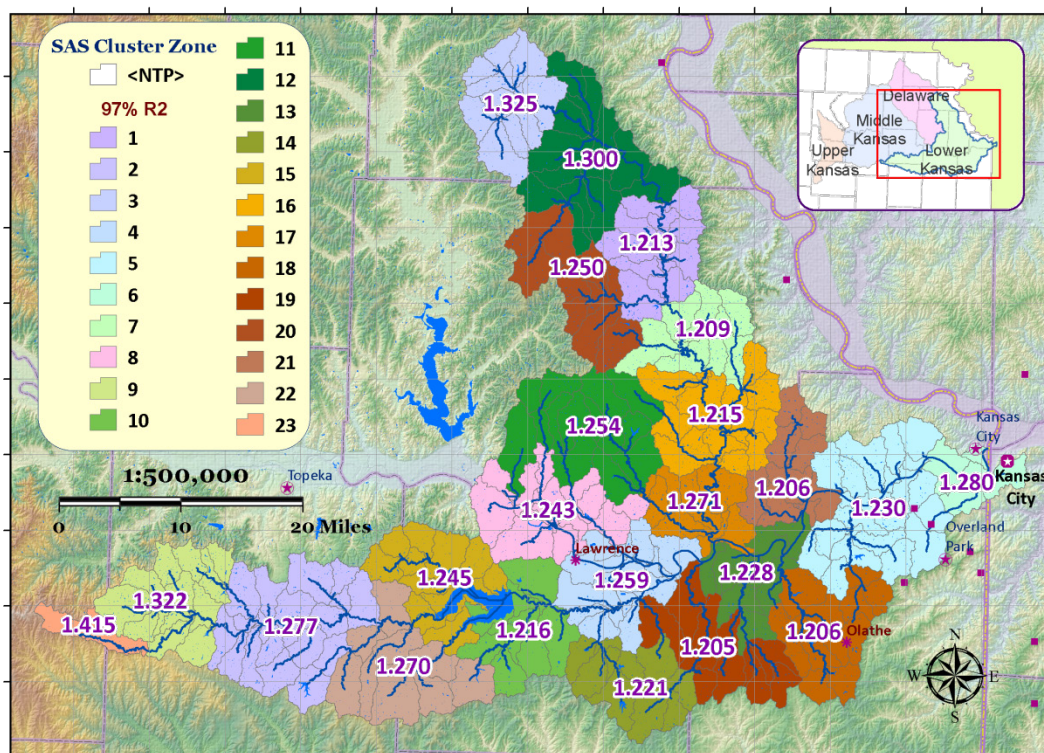 SAS Cluster Zone
<NTP>
97% R2
1
2
3
4
5
6
7
8
9
10
11
12
13
14
15
16
17
18
19
20
21
22
23
1:500,000
0 10 20 Miles
Topeka
Delaware
Middle
Kansas
Upper
Kansas
Lower
Kansas
1.325
1.300
1.213
1.250
1.209
1.215
1.254
1.243
1.271
1.206
1.230
1.280
Kansas
City
Kansas
City
Overland
Park
Lawrence
1.259
1.228
1.245
1.216
1.322
1.277
1.415
1.270
1.221
1.205
1.206
Olathe
N
W E
S